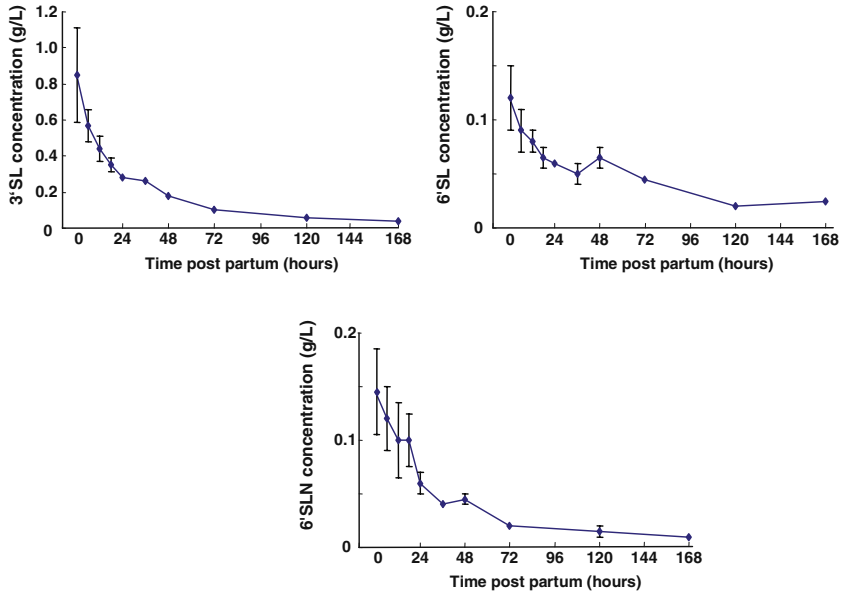 3'SL concentration (g/L)
1.2
1.0
0.8
0.6
0.4
0.2
0
0 24 48 72 96 120 144 168
Time post partum (hours)
6'SL concentration (g/L)
0.2
0.1
0
0 24 48 72 96 120 144 168
Time post partum (hours)
6'SLN concentration (g/L)
0.2
0.1
0
0 24 48 72 96 120 144 168
Time post partum (hours)